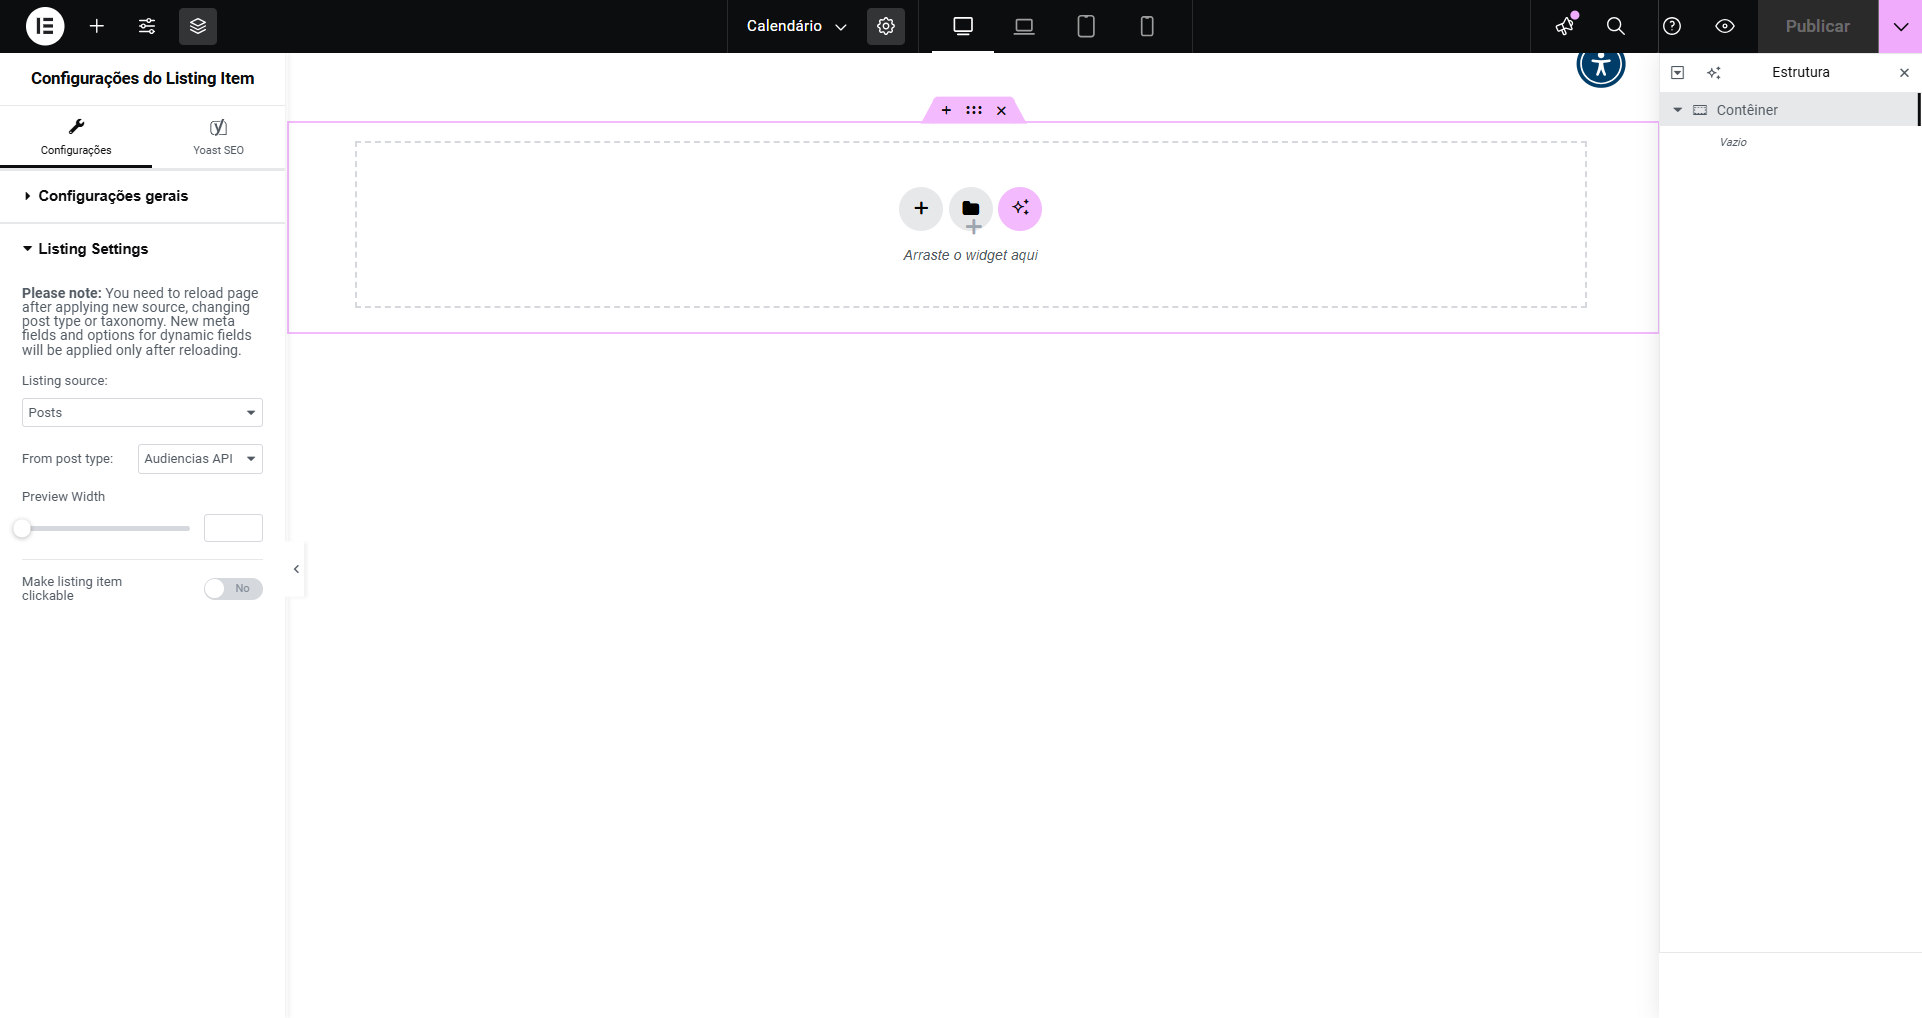 Calendário
Publicar
Configurações do Listing Item
Configurações
Yoast SEO
Configurações gerais
Listing Settings
Please note: You need to reload page
after applying new source, changing
post type or taxonomy. New meta
fields and options for dynamic fields
will be applied only after reloading.
Listing source:
Posts
From post type:
Audiencias API
Preview Width
Make listing item
clickable
No
Arraste o widget aqui
Estrutura
Contêiner
Vazio